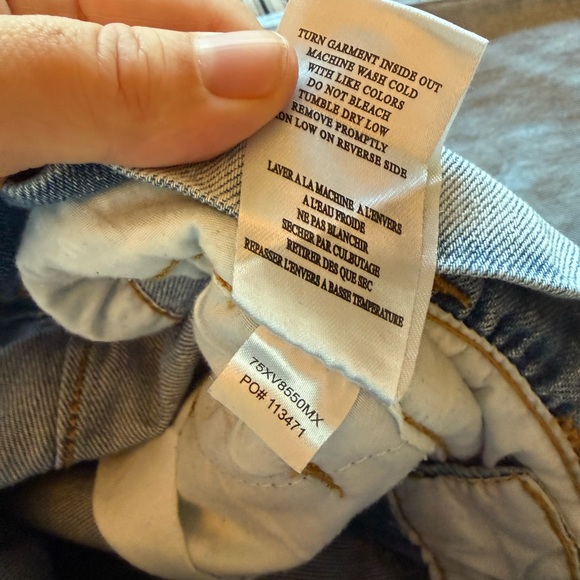 TURN GARMENT INSIDE OUT
MACHINE WASH COLD
WITH LIKE COLORS
DO NOT BLEACH
TUMBLE DRY LOW
REMOVE PROMPTLY
LOW ON REVERSE SIDE
LAVER A LA MACHINE A L'ENVERS
A L'EAU FROIDE
NE PAS BLANCHIR
SECHER PAR CULBUTAGE
RETIRER DES QUE SEC
REPASSER L'ENVERS A BASSE TEMPERATURE
75XV8550MX
PO# 113471